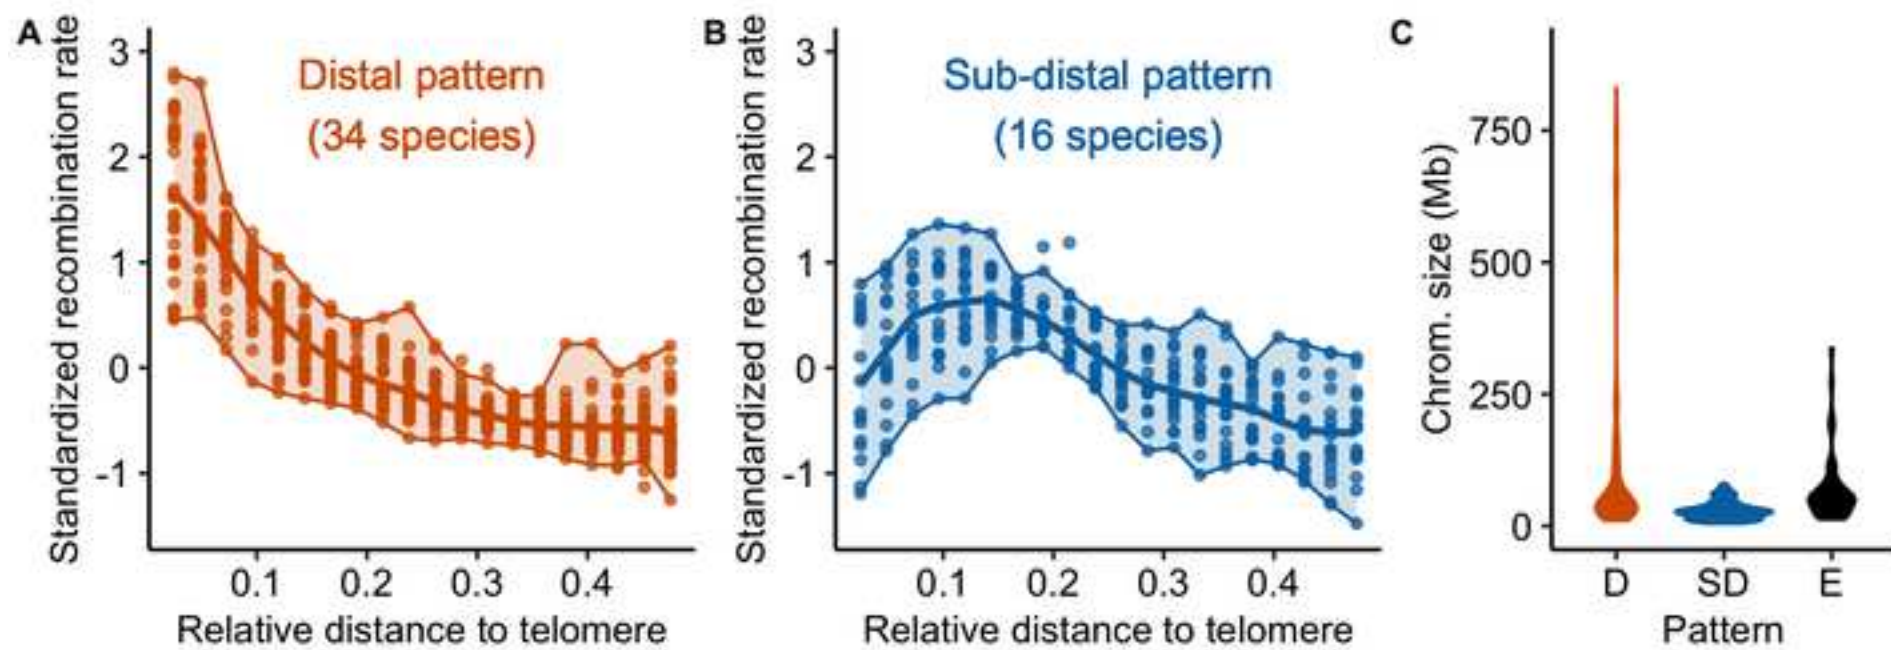 A
Standardized recombination rate
3
2
1
0
-1
Distal pattern
(34 species)
0.1 0.2 0.3 0.4
Relative distance to telomere
B
Standardized recombination rate
3
2
1
0
-1
Sub-distal pattern
(16 species)
0.1 0.2 0.3 0.4
Relative distance to telomere
C
Chrom. size (Mb)
750
500
250
0
D SD E
Pattern